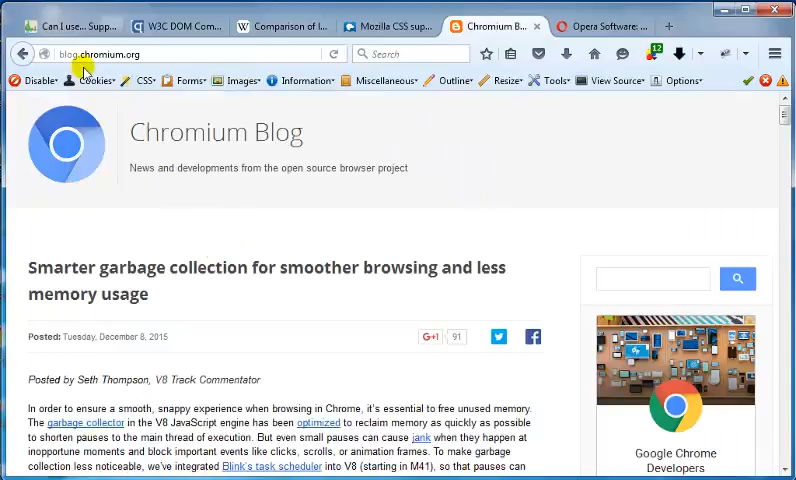 Can I use... Supp...
W3C DOM Com...
Comparison of l...
Mozilla CSS sup...
Chromium B...
Opera Software: ...
blog.chromium.org
Search
12
Disable
Cookies
CSS
Forms
Images
Information
Miscellaneous
Outline
Resize
Tools
View Source
Options
Chromium Blog
News and developments from the open source browser project
Smarter garbage collection for smoother browsing and less
memory usage
Posted: Tuesday, December 8, 2015
G+1
91
Posted by Seth Thompson, V8 Track Commentator
In order to ensure a smooth, snappy experience when browsing in Chrome, it's essential to free unused memory.
The garbage collector in the V8 JavaScript engine has been optimized to reclaim memory as quickly as possible
to shorten pauses to the main thread of execution. But even small pauses can cause jank when they happen at
inopportune moments and block important events like clicks, scrolls, or animation frames. To make garbage
collection less noticeable, we've integrated Blink's task scheduler into V8 (starting in M41), so that pauses can
Google Chrome
Developers